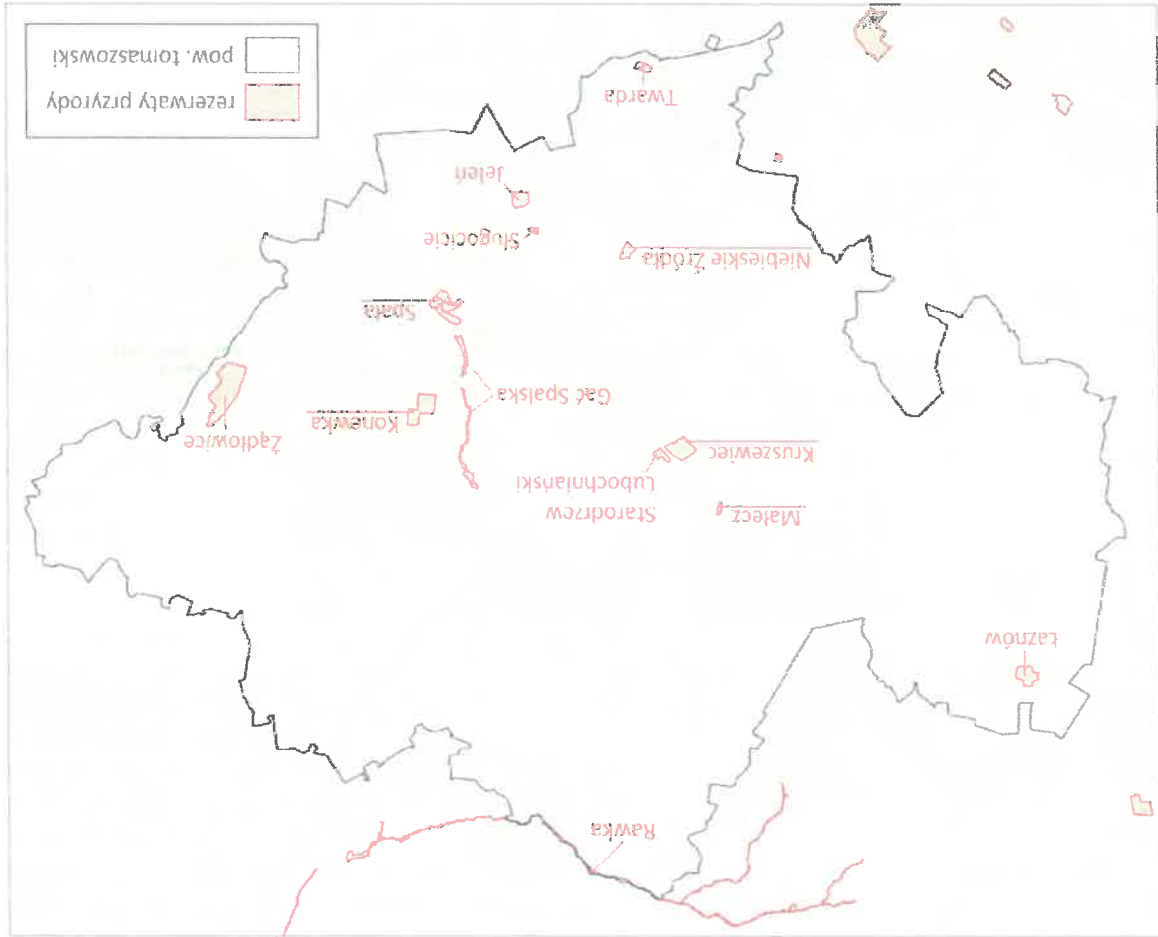 Rawka
Łaznów
Małecz
Starodrzew
Lubochniański
Kruszewiec
Gać Spalska
Konewka
Żądłowice
Spała
Niebieskie Źródła
Sługocice
Jeleń
Twarda
rezerwaty przyrody
pow. tomaszowski